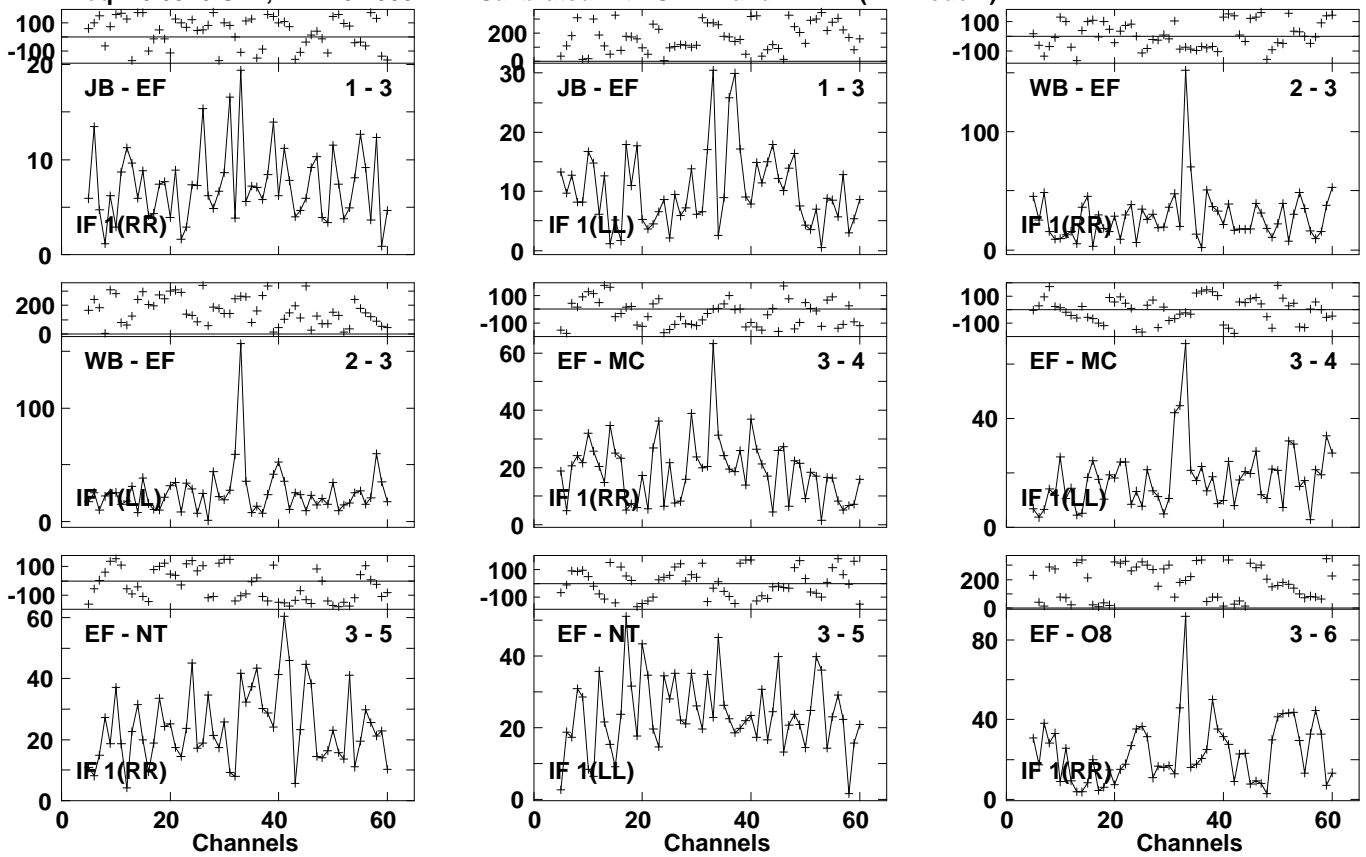 100
-100
20
JB - EF 1 - 3
10
IF 1(RR)
0
200
0
30
JB - EF 1 - 3
20
10
IF 1(LL)
0
100
-100
WB - EF 2 - 3
100
IF 1(RR)
0
200
0
WB - EF 2 - 3
100
IF 1(LL)
0
100
-100
60
EF - MC 3 - 4
40
20
IF 1(RR)
0
100
-100
EF - MC 3 - 4
40
IF 1(LL)
0
100
-100
60
EF - NT 3 - 5
40
20
IF 1(RR)
0
0 20 40 60
Channels
100
-100
EF - NT 3 - 5
40
20
IF 1(LL)
0
0 20 40 60
Channels
200
0
EF - O8 3 - 6
80
40
IF 1(RR)
0
0 20 40 60
Channels